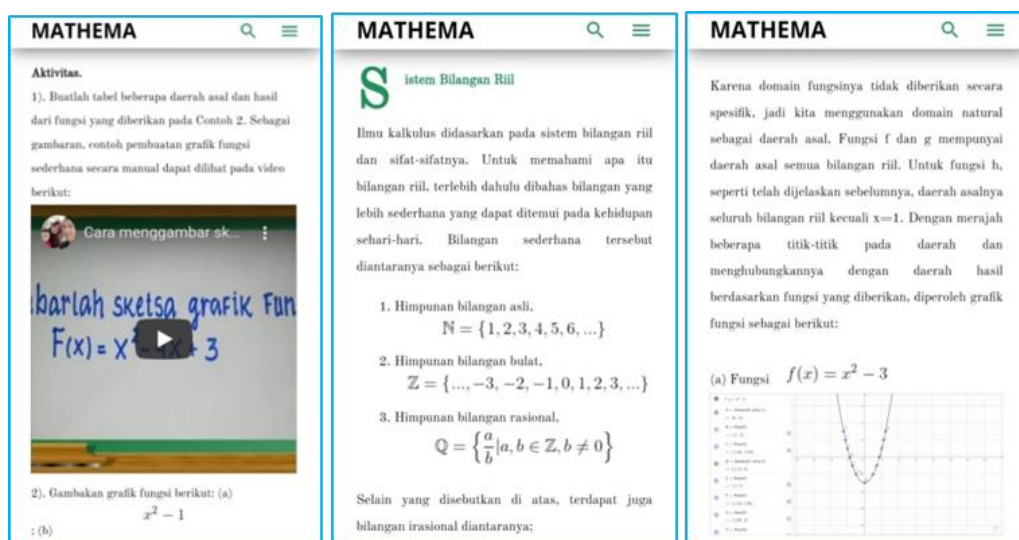 MATHEMA
Aktivitas.
1). Buatlah tabel beberapa daerah asal dan hasil
dari fungsi yang diberikan pada Contoh 2. Sebagai
gambaran, contoh pembuatan grafik fungsi
sederhana secara manual dapat dilihat pada video
berikut:
Cara menggambar sk...
barlah sketsa grafik Fun
F(x) = x² - 4x + 3
2). Gambakan grafik fungsi berikut: (a)
x² − 1
; (b)
MATHEMA
Sistem Bilangan Riil
Ilmu kalkulus didasarkan pada sistem bilangan riil
dan sifat-sifatnya. Untuk memahami apa itu
bilangan riil, terlebih dahulu dibahas bilangan yang
lebih sederhana yang dapat ditemui pada kehidupan
sehari-hari. Bilangan sederhana tersebut
diantaranya sebagai berikut:
1. Himpunan bilangan asli,
ℕ = {1, 2, 3, 4, 5, 6, ...}
2. Himpunan bilangan bulat,
ℤ = {..., −3, −2, −1, 0, 1, 2, 3, ...}
3. Himpunan bilangan rasional,
ℚ = {a/b | a, b ∈ ℤ, b ≠ 0}
Selain yang disebutkan di atas, terdapat juga
bilangan irasional diantaranya;
MATHEMA
Karena domain fungsinya tidak diberikan secara
spesifik, jadi kita menggunakan domain natural
sebagai daerah asal. Fungsi f dan g mempunyai
daerah asal semua bilangan riil. Untuk fungsi h,
seperti telah dijelaskan sebelumnya, daerah asalnya
seluruh bilangan riil kecuali x=1. Dengan merajah
beberapa titik-titik pada daerah dan
menghubungkannya dengan daerah hasil
berdasarkan fungsi yang diberikan, diperoleh grafik
fungsi sebagai berikut:
(a) Fungsi f(x) = x² − 3